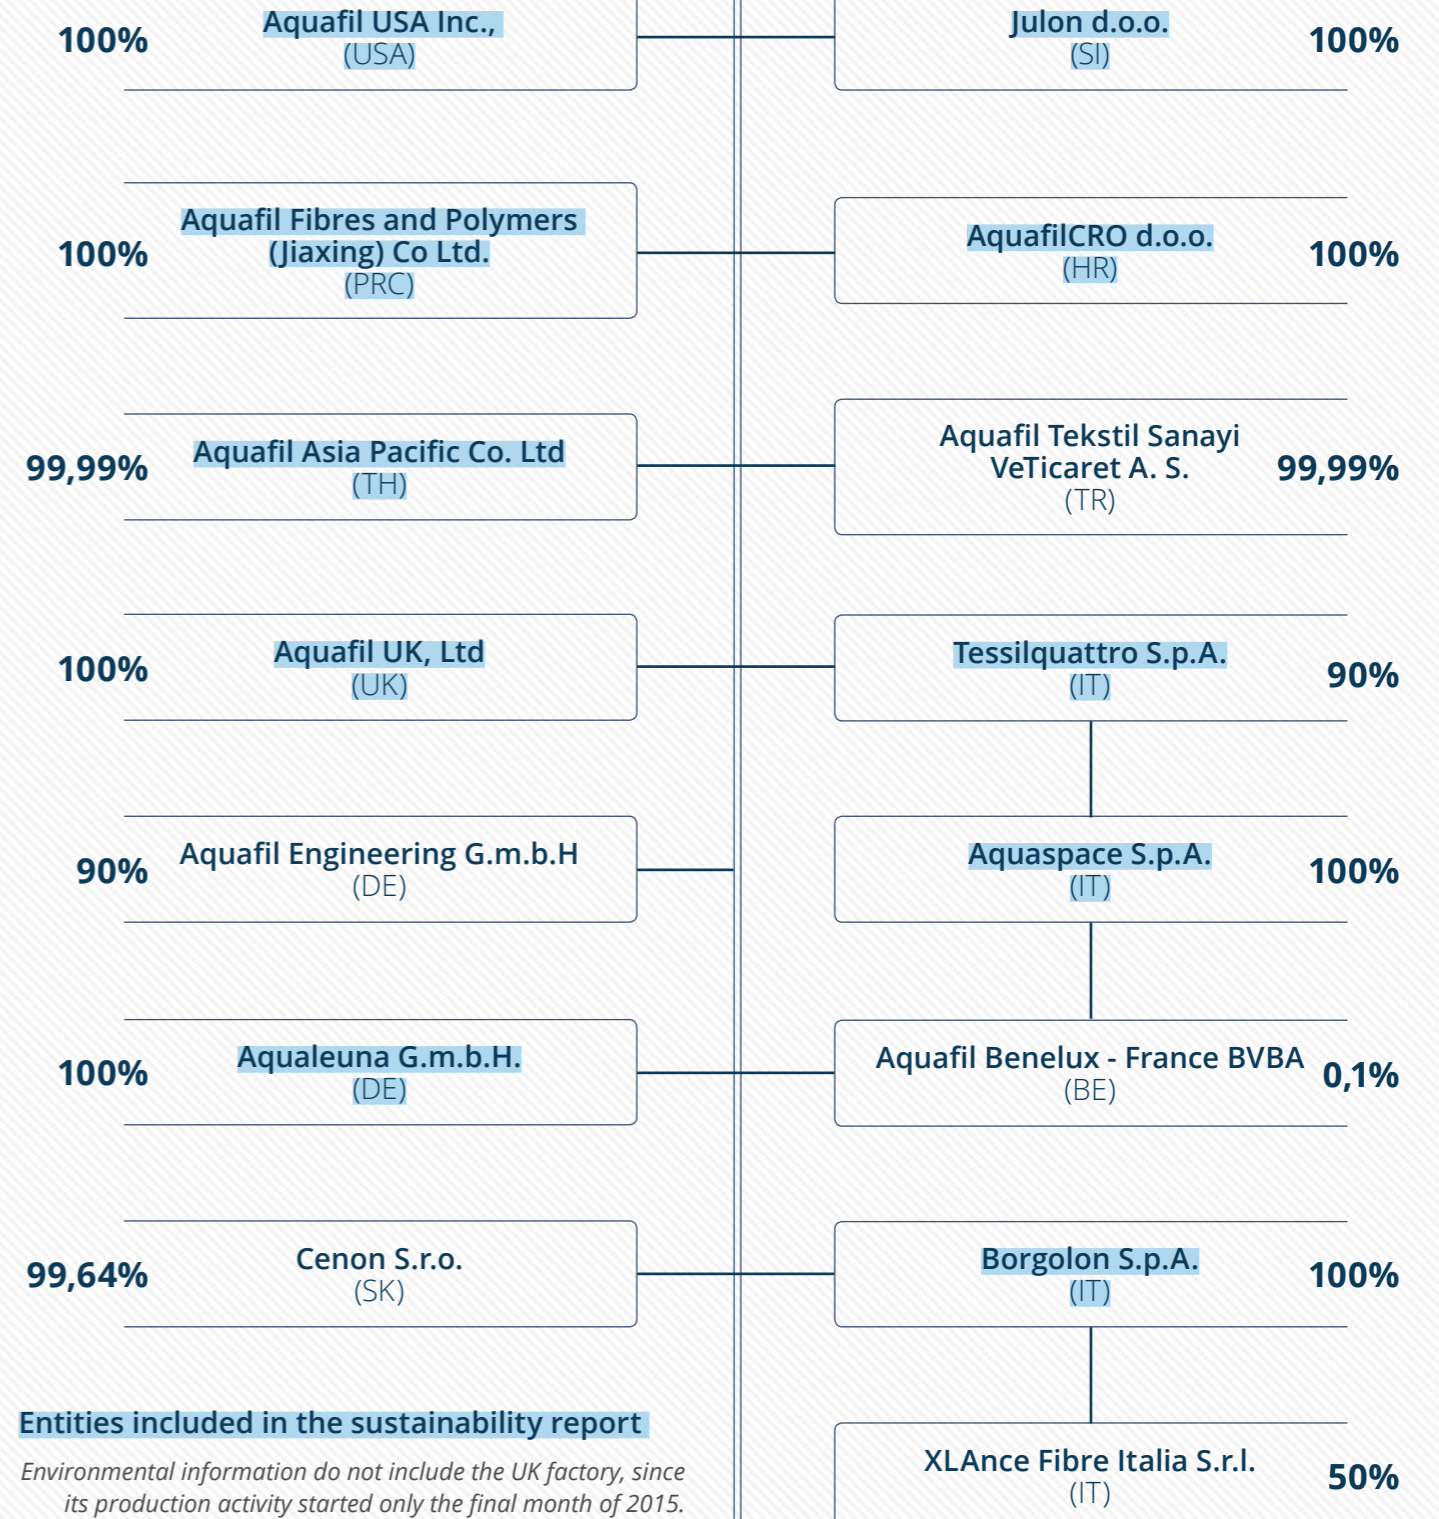 100%
Aquafil USA Inc.,
(USA)
Julon d.o.o.
(SI)
100%
100%
Aquafil Fibres and Polymers
(Jiaxing) Co Ltd.
(PRC)
AquafilCRO d.o.o.
(HR)
100%
99,99%
Aquafil Asia Pacific Co. Ltd
(TH)
Aquafil Tekstil Sanayi
VeTicaret A. S.
(TR)
99,99%
100%
Aquafil UK, Ltd
(UK)
Tessilquattro S.p.A.
(IT)
90%
90%
Aquafil Engineering G.m.b.H
(DE)
Aquaspace S.p.A.
(IT)
100%
100%
Aqualeuna G.m.b.H.
(DE)
Aquafil Benelux - France BVBA
(BE)
0,1%
99,64%
Cenon S.r.o.
(SK)
Borgolon S.p.A.
(IT)
100%
XLAnce Fibre Italia S.r.l.
(IT)
50%
Entities included in the sustainability report
Environmental information do not include the UK factory, since
its production activity started only the final month of 2015.